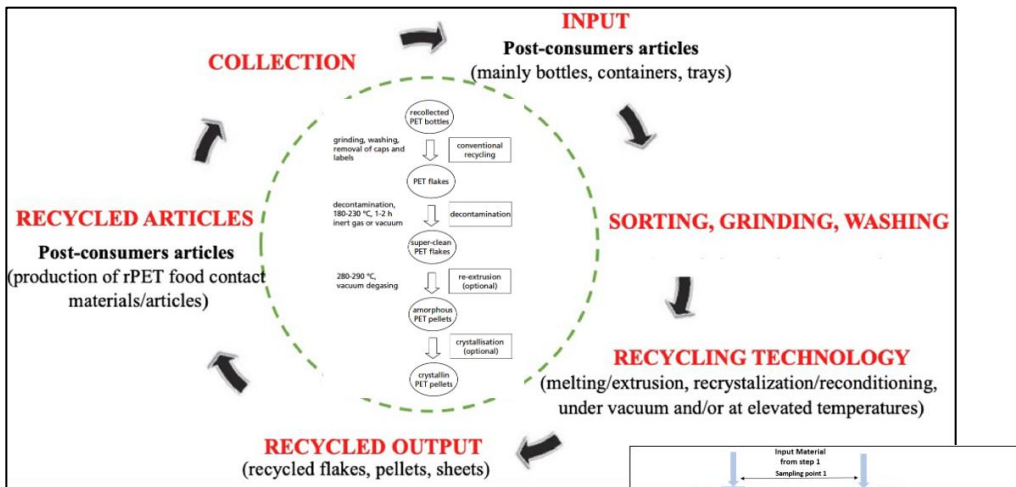 INPUT
Post-consumers articles
(mainly bottles, containers, trays)
COLLECTION
recollected
PET bottles
grinding, washing,
removal of caps and
labels
conventional
recycling
PET flakes
decontamination,
180-230 °C, 1-2 h
inert gas or vacuum
decontamination
super-clean
PET flakes
280-290 °C,
vacuum degasing
re-extrusion
(optional)
amorphous
PET pellets
crystallisation
(optional)
crystallin
PET pellets
SORTING, GRINDING, WASHING
RECYCLING TECHNOLOGY
(melting/extrusion, recrystalization/reconditioning,
under vacuum and/or at elevated temperatures)
RECYCLED OUTPUT
(recycled flakes, pellets, sheets)
RECYCLED ARTICLES
Post-consumers articles
(production of rPET food contact
materials/articles)
Input Material
from step 1
Sampling point 1